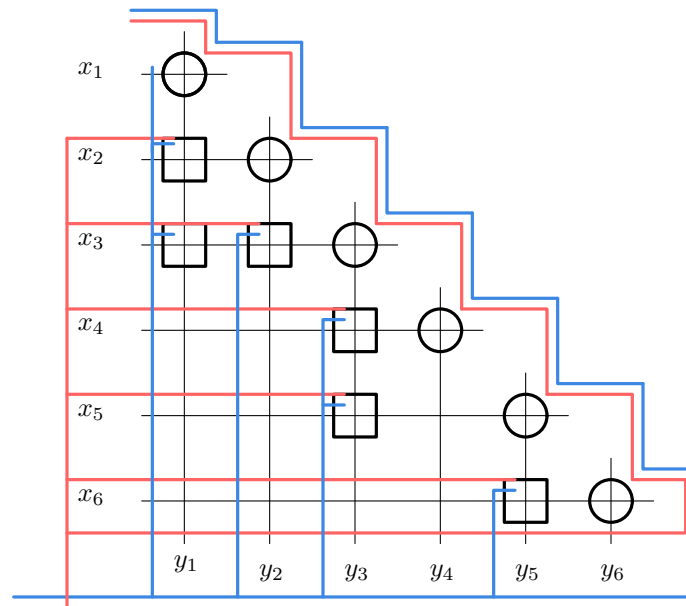 x₁
x₂
x₃
x₄
x₅
x₆
y₁ y₂ y₃ y₄ y₅ y₆